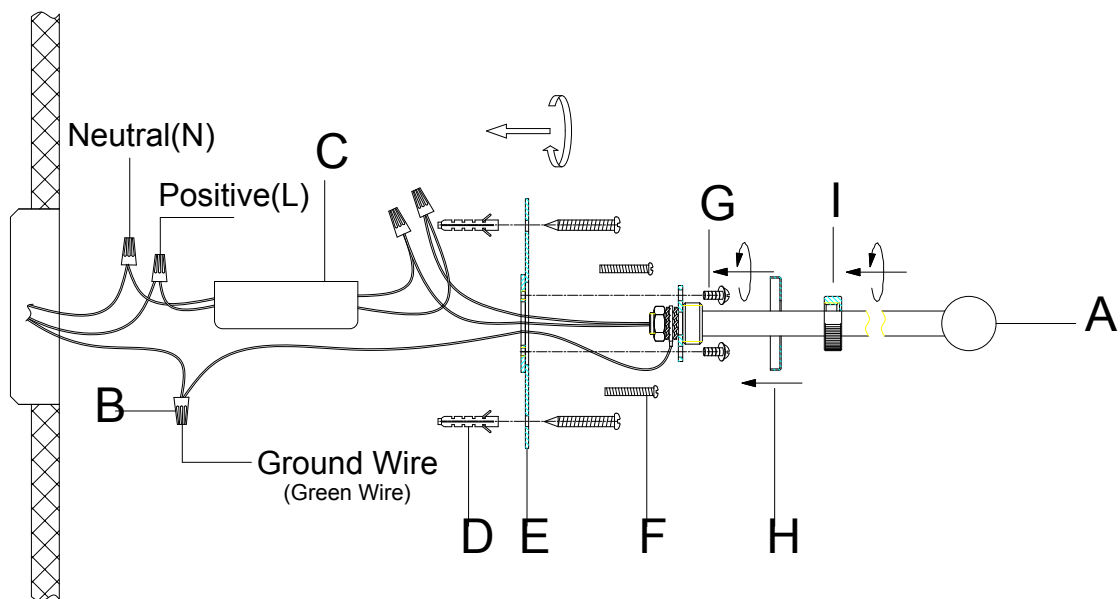 Neutral(N)
C
Positive(L)
G
I
A
B
Ground Wire
(Green Wire)
D
E
F
H